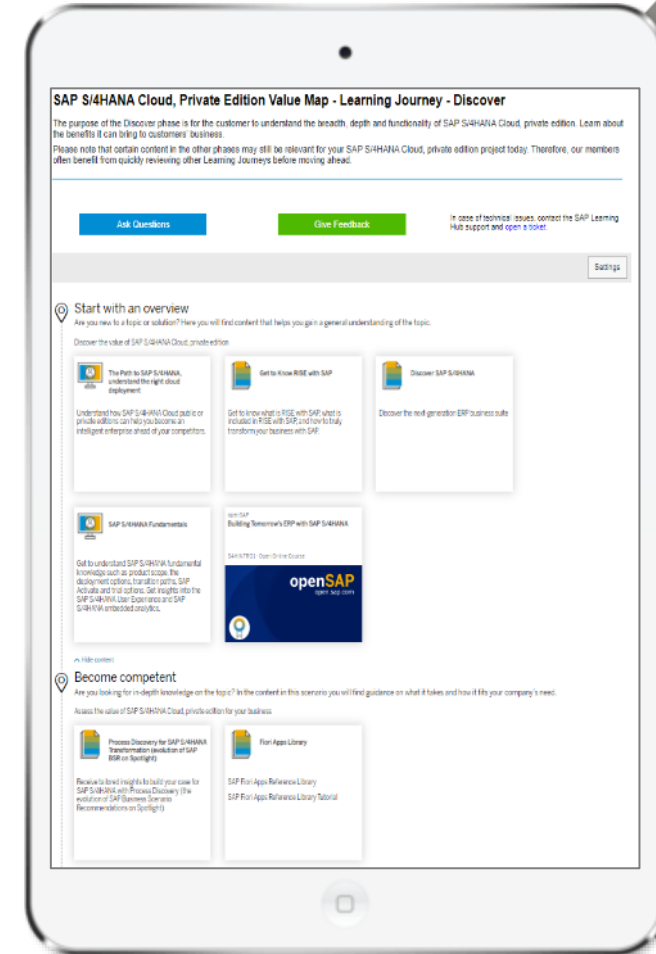 SAP S/4HANA Cloud, Private Edition Value Map - Learning Journey - Discover
The purpose of the Discover phase is for the customer to understand the breadth, depth and functionality of SAP S/4HANA Cloud, private edition. Learn about
the benefits it can bring to customers' business.
Please note that certain content in the other phases may still be relevant for your SAP S/4HANA Cloud, private edition project today. Therefore, our members
often benefit from quickly reviewing other Learning Journeys before moving ahead.
Ask Questions
Give Feedback
In case of technical issues, contact the SAP Learning
Hub support and open a ticket.
Settings
Start with an overview
Are you new to a topic or solution? Here you will find content that helps you gain a general understanding of the topic.
Discover the value of SAP S/4HANA Cloud, private edition
The Path to SAP S/4HANA,
understand the right cloud
deployment
Understand how SAP S/4HANA Cloud public or
private editions can help you become an
intelligent enterprise ahead of your competitors.
Get to Know RISE with SAP
Get to know what is RISE with SAP, what is
included in RISE with SAP, and how to truly
transform your business with SAP.
Discover SAP S/4HANA
Discover the next-generation ERP business suite
SAP S/4HANA Fundamentals
Get to understand SAP S/4HANA fundamental
knowledge such as product scope, the
deployment options, transition paths, SAP
Activate and trial options. Get insights into the
SAP S/4HANA User Experience and SAP
S/4HANA embedded analytics.
openSAP
Building Tomorrow's ERP with SAP S/4HANA
Open Online Course
openSAP
open.sap.com
Hide content
Become competent
Are you looking for in-depth knowledge on the topic? In the content in this scenario you will find guidance on what it takes and how it fits your company's need.
Assess the value of SAP S/4HANA Cloud, private edition for your business
Process Discovery for SAP S/4HANA
Transformation (evolution of SAP
BSR on Spotlight)
Receive tailored insights to build your case for
SAP S/4HANA with Process Discovery (the
evolution of SAP Business Scenario
Recommendations on Spotlight)
Fiori Apps Library
SAP Fiori Apps Reference Library
SAP Fiori Apps Reference Library Tutorial